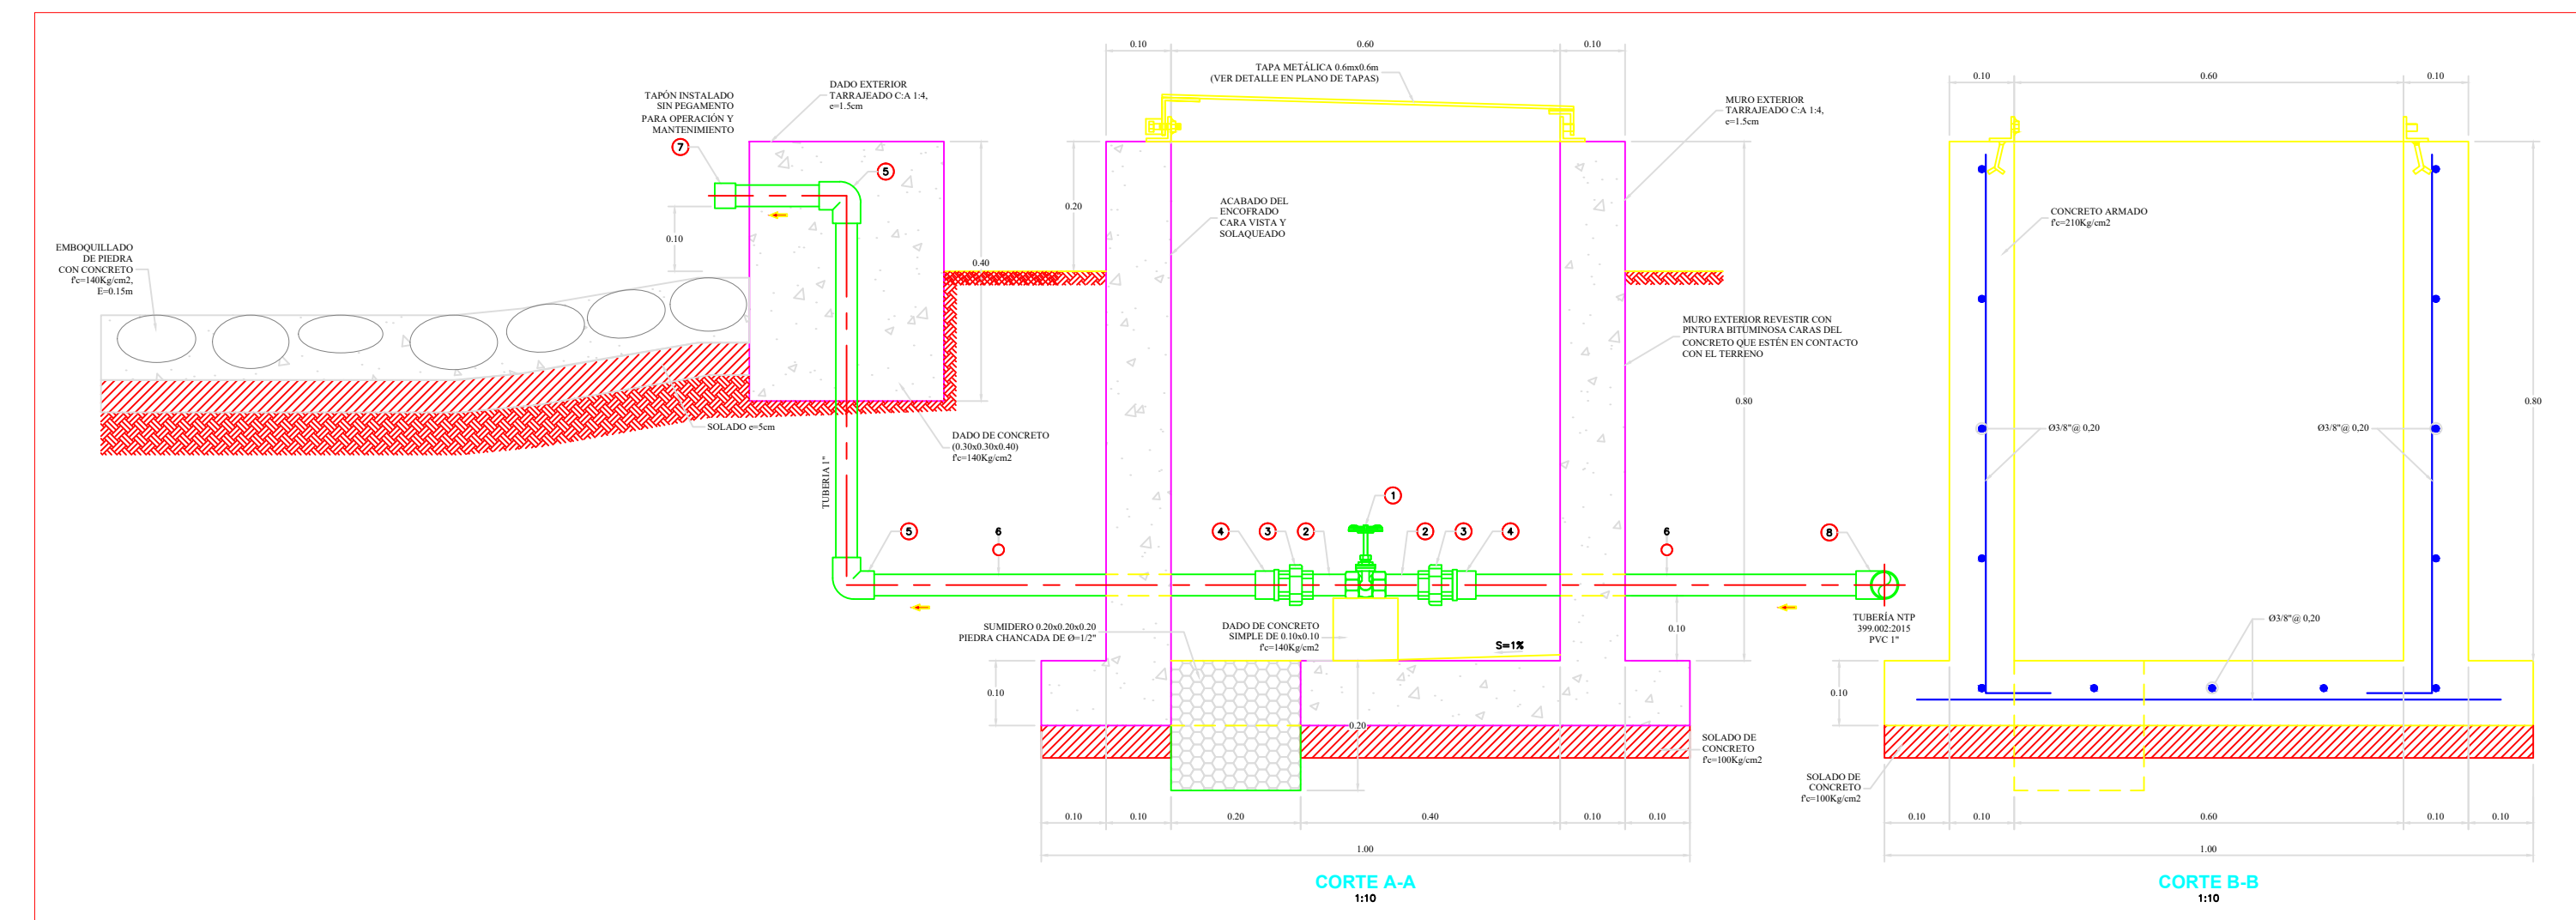 0.10
0.60
0.10
TAPA METÁLICA 0.6mx0.6m
(VER DETALLE EN PLANO DE TAPAS)
DADO EXTERIOR
TARRAJEADO C:A 1:4,
e=1.5cm
TAPÓN INSTALADO
SIN PEGAMENTO
PARA OPERACIÓN Y
MANTENIMIENTO
7
5
MURO EXTERIOR
TARRAJEADO C:A 1:4,
e=1.5cm
0.20
0.10
0.40
ACABADO DEL
ENCOFRADO
CARA VISTA Y
SOLAQUEADO
EMBOQUILLADO
DE PIEDRA
CON CONCRETO
f'c=140Kg/cm2,
E=0.15m
MURO EXTERIOR REVESTIR CON
PINTURA BITUMINOSA CARAS DEL
CONCRETO QUE ESTÉN EN CONTACTO
CON EL TERRENO
0.80
SOLADO e=5cm
DADO DE CONCRETO
(0.30x0.30x0.40)
f'c=140Kg/cm2
TUBERIA 1"
5
6
4
3
2
1
2
3
4
6
8
SUMIDERO 0.20x0.20x0.20
PIEDRA CHANCADA DE Ø=1/2"
DADO DE CONCRETO
SIMPLE DE 0.10x0.10
f'c=140Kg/cm2
S=1%
0.10
TUBERÍA NTP
399.002:2015
PVC 1"
0.10
0.20
SOLADO DE
CONCRETO
f'c=100Kg/cm2
0.10
0.10
0.20
0.40
0.10
0.10
1.00
CORTE A-A
1:10
0.10
0.60
0.10
CONCRETO ARMADO
f'c=210Kg/cm2
0.80
Ø3/8"@ 0,20
Ø3/8"@ 0,20
Ø3/8"@ 0,20
0.10
SOLADO DE
CONCRETO
f'c=100Kg/cm2
0.10
0.10
0.60
0.10
0.10
1.00
CORTE B-B
1:10